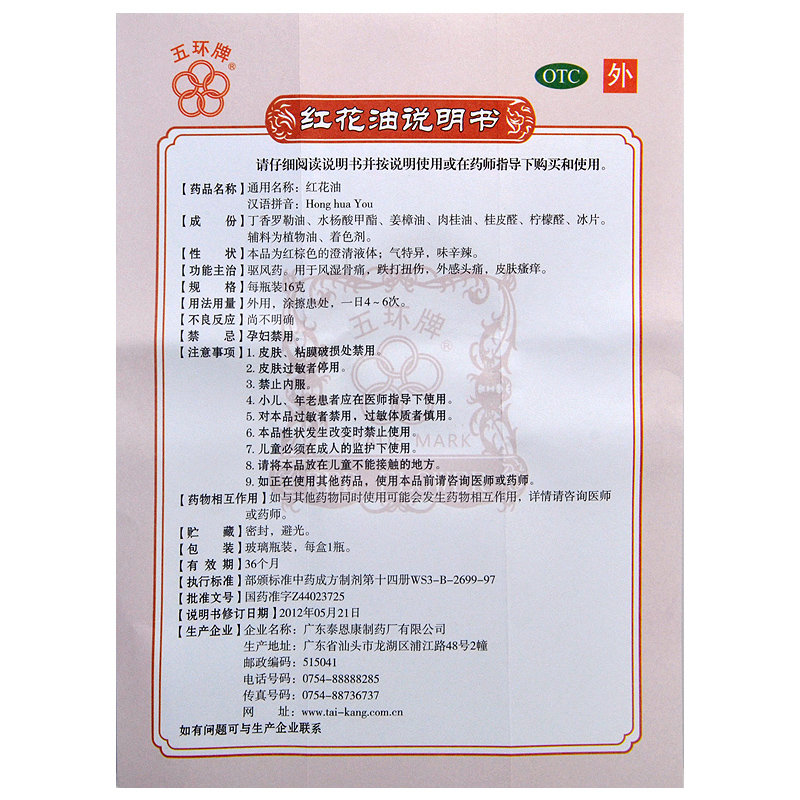 五环牌
®
OTC
外
红花油说明书
请仔细阅读说明书并按说明使用或在药师指导下购买和使用。
【药品名称】通用名称：红花油
汉语拼音：Hong hua You
【成 份】丁香罗勒油、水杨酸甲酯、姜樟油、肉桂油、桂皮醛、柠檬醛、冰片。
辅料为植物油、着色剂。
【性 状】本品为红棕色的澄清液体；气特异，味辛辣。
【功能主治】驱风药。用于风湿骨痛，跌打扭伤，外感头痛，皮肤瘙痒。
【规 格】每瓶装16克
【用法用量】外用，涂擦患处，一日4～6次。
【不良反应】尚不明确
【禁 忌】孕妇禁用。
【注意事项】1. 皮肤、粘膜破损处禁用。
2. 皮肤过敏者停用。
3. 禁止内服。
4. 小儿、年老患者应在医师指导下使用。
5. 对本品过敏者禁用，过敏体质者慎用。
6. 本品性状发生改变时禁止使用。
7. 儿童必须在成人的监护下使用。
8. 请将本品放在儿童不能接触的地方。
9. 如正在使用其他药品，使用本品前请咨询医师或药师。
【药物相互作用】如与其他药物同时使用可能会发生药物相互作用，详情请咨询医师
或药师。
【贮 藏】密封，避光。
【包 装】玻璃瓶装，每盒1瓶。
【有 效 期】36个月
【执行标准】部颁标准中药成方制剂第十四册WS3-B-2699-97
【批准文号】国药准字Z44023725
【说明书修订日期】2012年05月21日
【生产企业】企业名称：广东泰恩康制药厂有限公司
生产地址：广东省汕头市龙湖区浦江路48号2幢
邮政编码：515041
电话号码：0754-88888285
传真号码：0754-88736737
网 址：www.tai-kang.com.cn
如有问题可与生产企业联系
五环牌
®
MARK